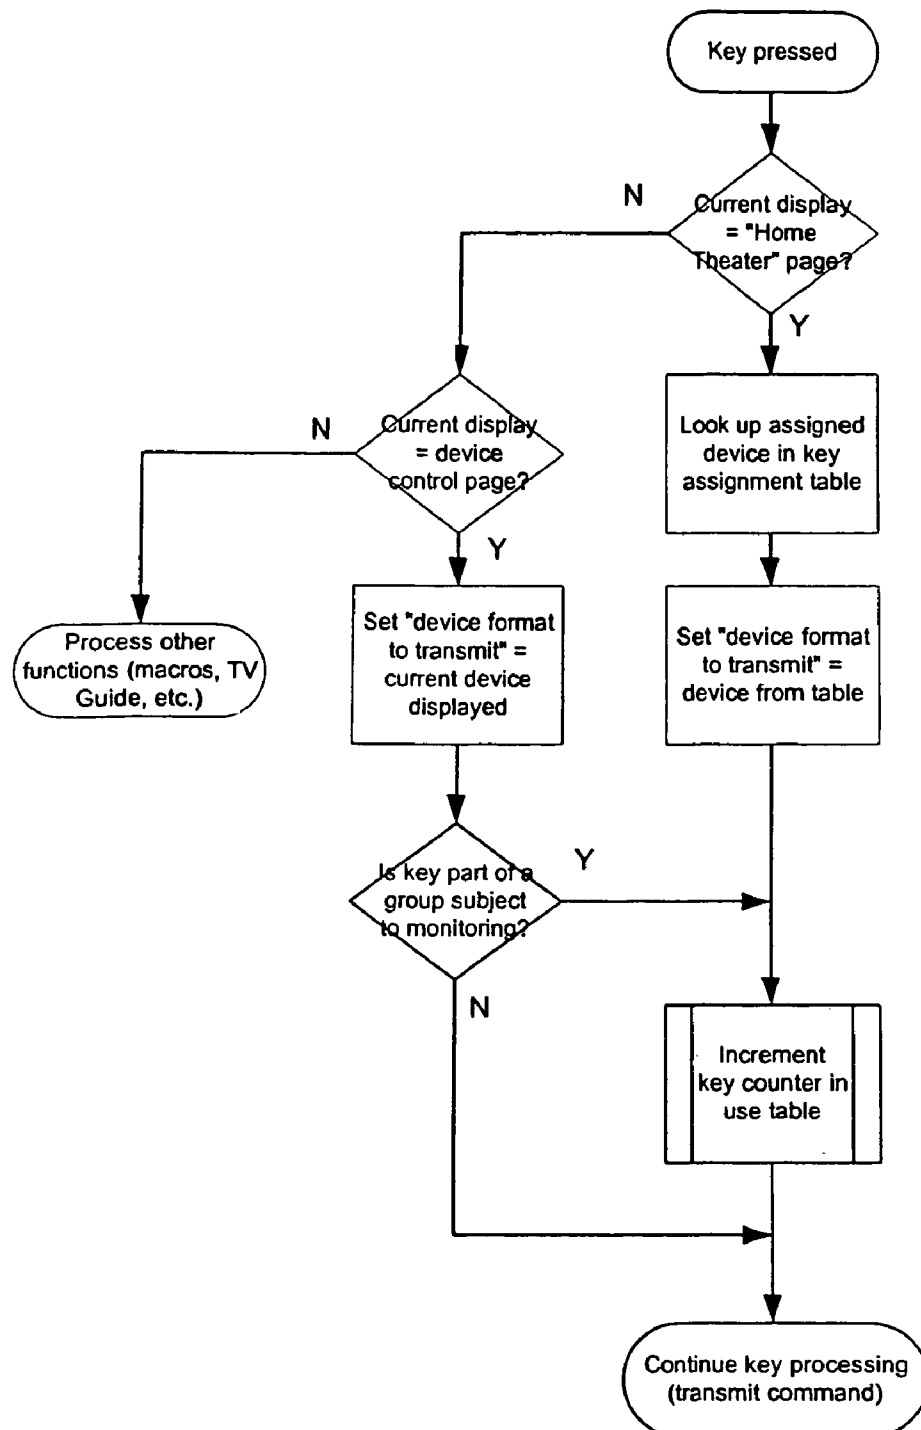 Key pressed
N
Current display
= "Home
Theater" page?
Y
N
Current display
= device
control page?
Look up assigned
device in key
assignment table
Y
Process other
functions (macros, TV
Guide, etc.)
Set "device format
to transmit" =
current device
displayed
Set "device format
to transmit" =
device from table
Is key part of a
group subject
to monitoring?
Y
N
Increment
key counter in
use table
Continue key processing
(transmit command)